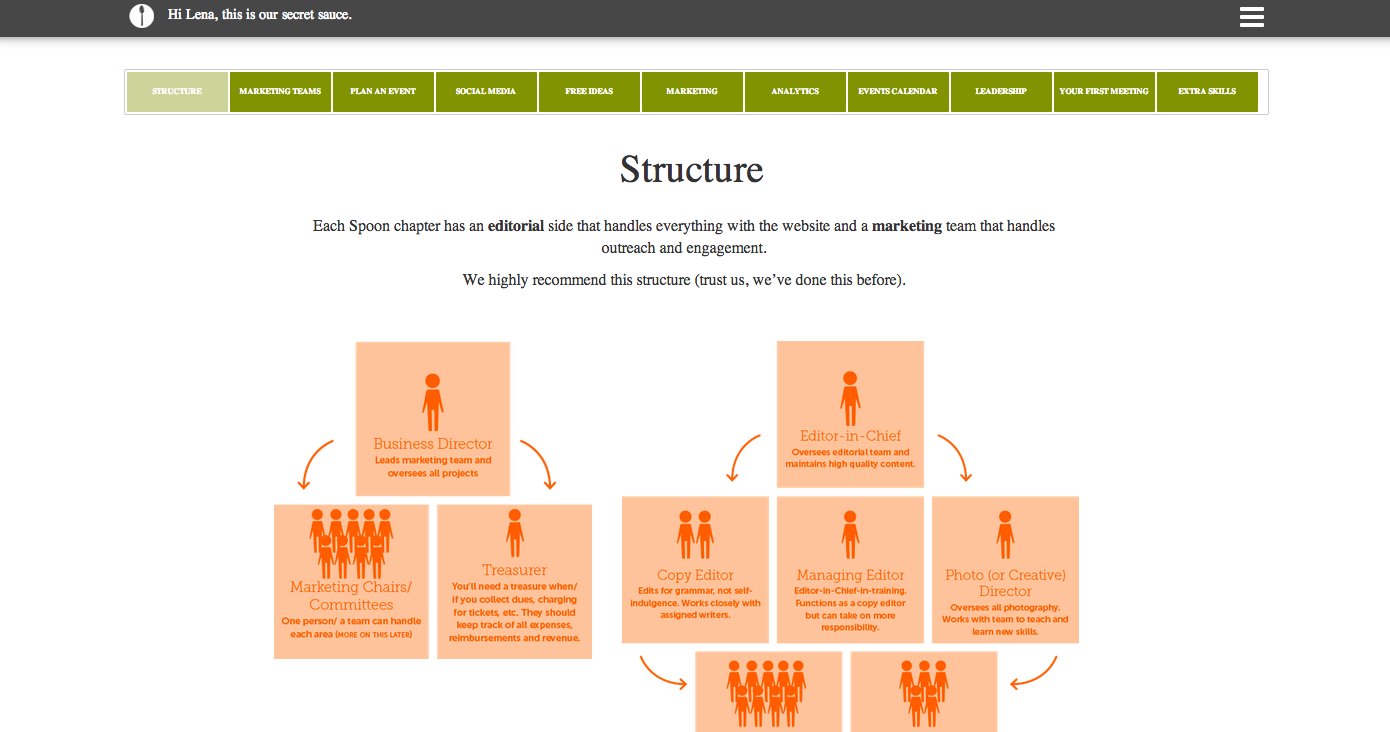 Hi Lena, this is our secret sauce.
STRUCTURE
MARKETING TEAMS
PLAN AN EVENT
SOCIAL MEDIA
FREE IDEAS
MARKETING
ANALYTICS
EVENTS CALENDAR
LEADERSHIP
YOUR FIRST MEETING
EXTRA SKILLS
Structure
Each Spoon chapter has an editorial side that handles everything with the website and a marketing team that handles
outreach and engagement.
We highly recommend this structure (trust us, we’ve done this before).
Business Director
Leads marketing team and
oversees all projects
Marketing Chairs/
Committees
One person/ a team can handle
each area (MORE ON THIS LATER)
Treasurer
You'll need a treasure when/
if you collect dues, charging
for tickets, etc. They should
keep track of all expenses,
reimbursements and revenue.
Editor-in-Chief
Oversees editorial team and
maintains high quality content.
Copy Editor
Edits for grammar, not self-
indulgence. Works closely with
assigned writers.
Managing Editor
Editor-in-Chief-in-training.
Functions as a copy editor
but can take on more
responsibility.
Photo (or Creative)
Director
Oversees all photography.
Works with team to teach and
learn new skills.